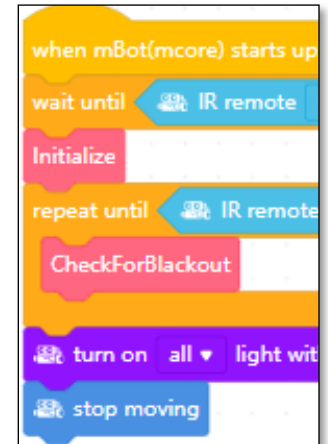 when mBot(mcore) starts up
wait until IR remote
Initialize
repeat until IR remote
CheckForBlackout
turn on all light wit
stop moving